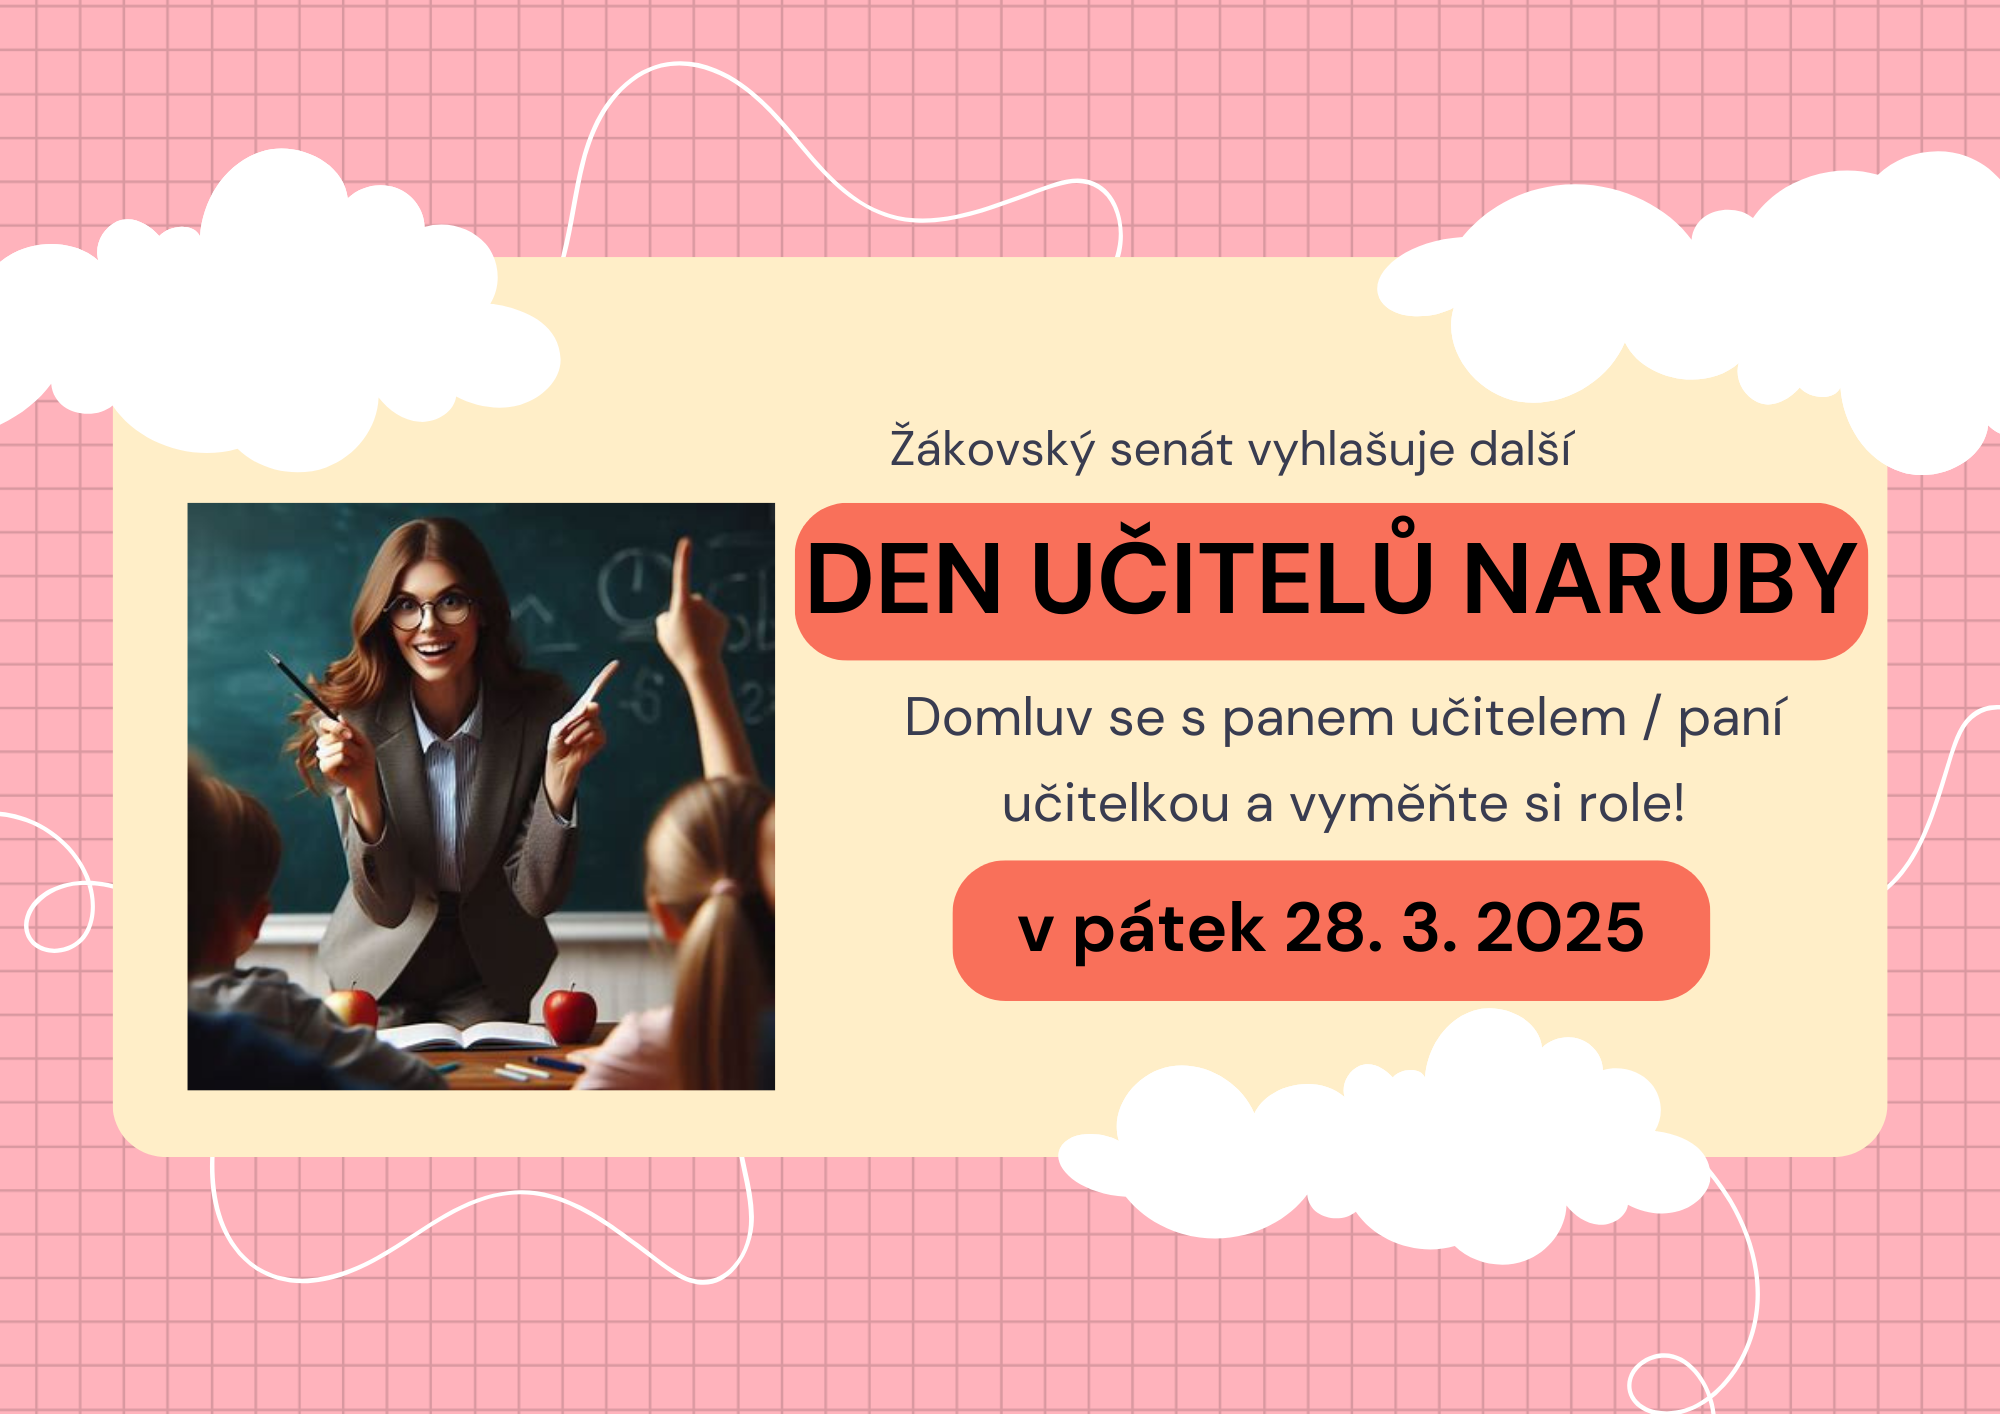 Žákovský senát vyhlašuje další
DEN UČITELŮ NARUBY
Domluv se s panem učitelem / paní
učitelkou a vyměňte si role!
v pátek 28. 3. 2025